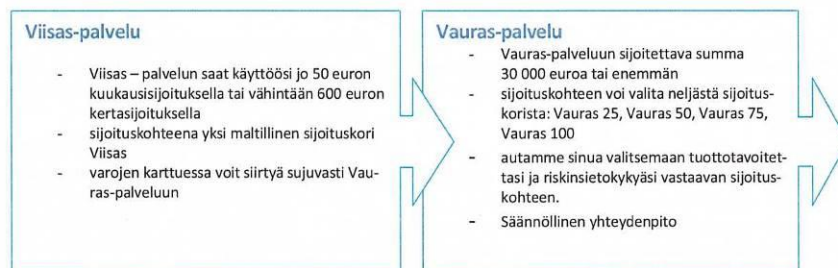 Viisas-palvelu
- Viisas – palvelun saat käyttöösi jo 50 euron
kuukausisijoituksella tai vähintään 600 euron
kertasijoituksella
- sijoituskohteena yksi maltillinen sijoituskori
Viisas
- varojen karttuessa voit siirtyä sujuvasti Vau-
ras-palveluun
Vauras-palvelu
- Vauras-palveluun sijoitettava summa
30 000 euroa tai enemmän
- sijoituskohteen voi valita neljästä sijoitus-
korista: Vauras 25, Vauras 50, Vauras 75,
Vauras 100
- autamme sinua valitsemaan tuottotavoitet-
tasi ja riskinsietokykyäsi vastaavan sijoitus-
kohteen.
- Säännöllinen yhteydenpito